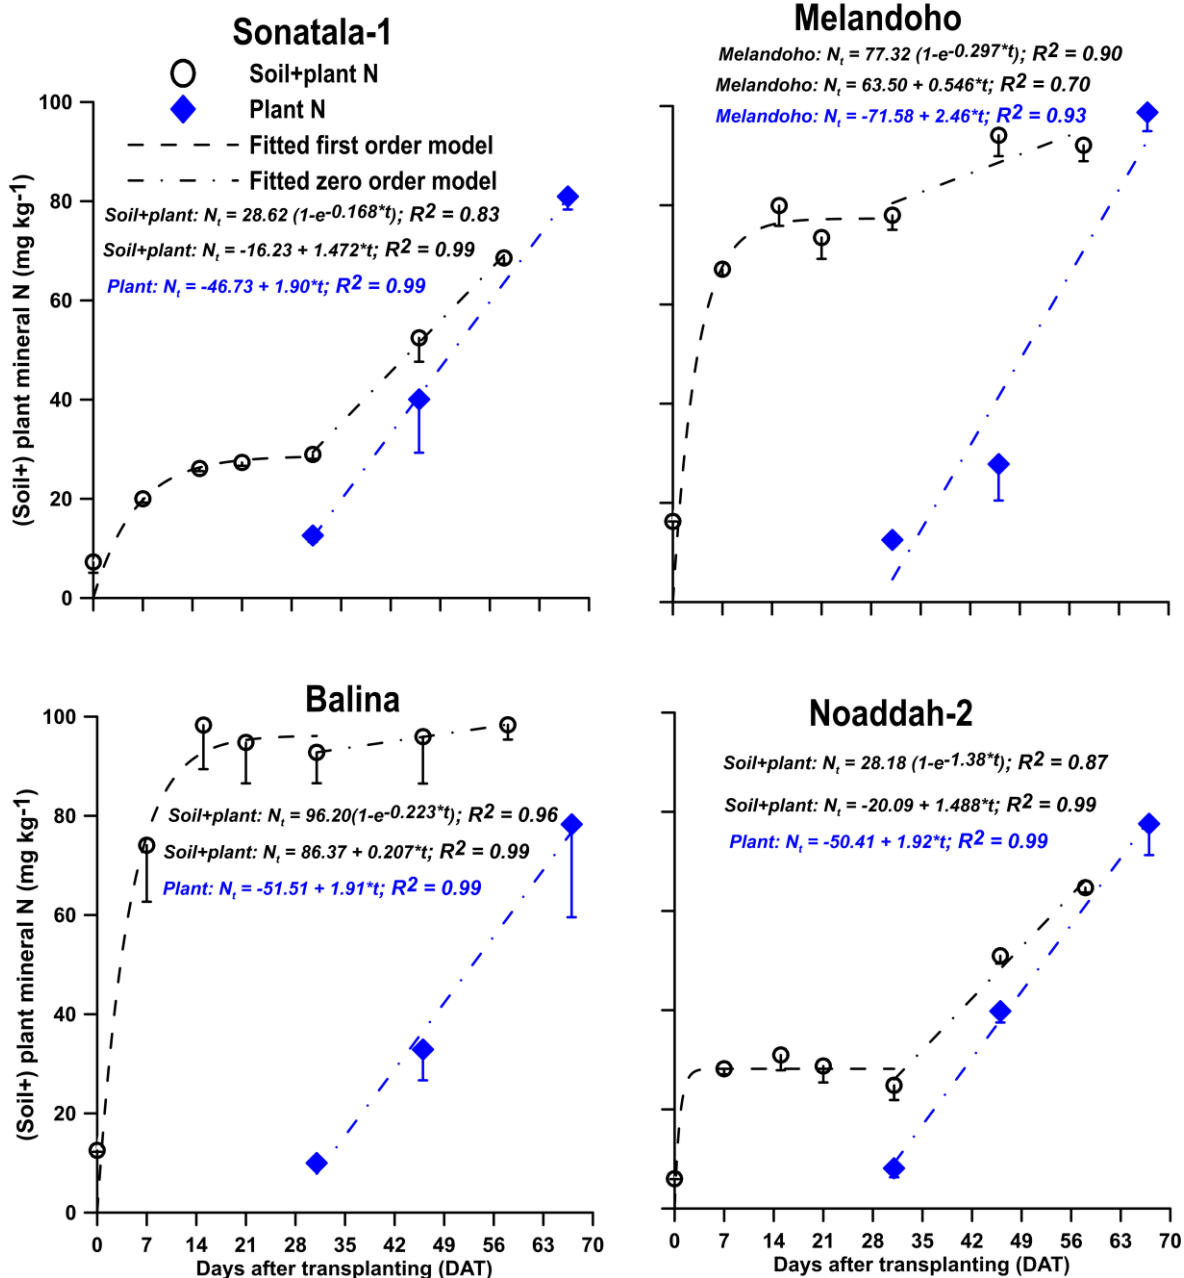 Sonatala-1
Soil+plant N
Plant N
Fitted first order model
Fitted zero order model
Soil+plant: Nt = 28.62 (1-e-0.168*t); R2 = 0.83
Soil+plant: Nt = -16.23 + 1.472*t; R2 = 0.99
Plant: Nt = -46.73 + 1.90*t; R2 = 0.99
(Soil+) plant mineral N (mg kg-1)
100
80
60
40
20
0
Melandoho
Melandoho: Nt = 77.32 (1-e-0.297*t); R2 = 0.90
Melandoho: Nt = 63.50 + 0.546*t; R2 = 0.70
Melandoho: Nt = -71.58 + 2.46*t; R2 = 0.93
Balina
Soil+plant: Nt = 96.20(1-e-0.223*t); R2 = 0.96
Soil+plant: Nt = 86.37 + 0.207*t; R2 = 0.99
Plant: Nt = -51.51 + 1.91*t; R2 = 0.99
(Soil+) plant mineral N (mg kg-1)
100
80
60
40
20
0
0 7 14 21 28 35 42 49 56 63 70
Days after transplanting (DAT)
Noaddah-2
Soil+plant: Nt = 28.18 (1-e-1.38*t); R2 = 0.87
Soil+plant: Nt = -20.09 + 1.488*t; R2 = 0.99
Plant: Nt = -50.41 + 1.92*t; R2 = 0.99
0 7 14 21 28 35 42 49 56 63 70
Days after transplanting (DAT)